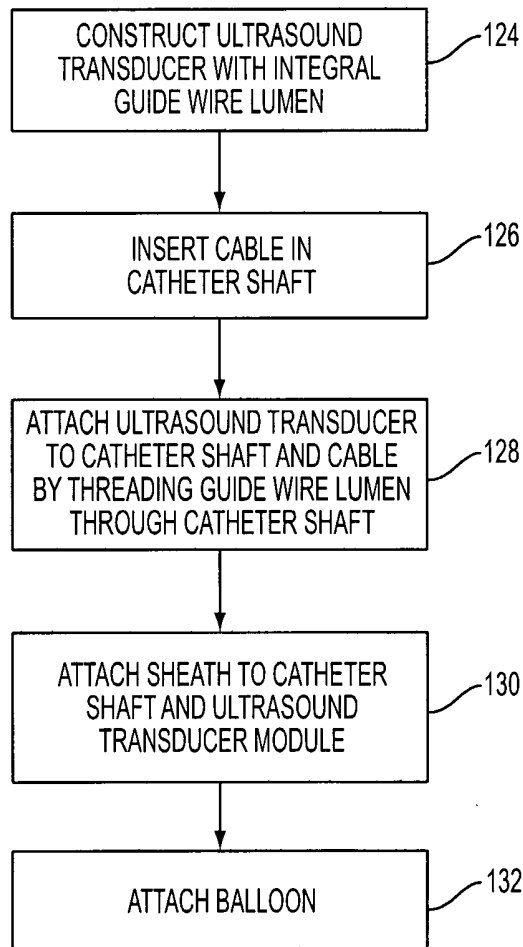 CONSTRUCT ULTRASOUND
TRANSDUCER WITH INTEGRAL
GUIDE WIRE LUMEN
124
INSERT CABLE IN
CATHETER SHAFT
126
ATTACH ULTRASOUND TRANSDUCER
TO CATHETER SHAFT AND CABLE
BY THREADING GUIDE WIRE LUMEN
THROUGH CATHETER SHAFT
128
ATTACH SHEATH TO CATHETER
SHAFT AND ULTRASOUND
TRANSDUCER MODULE
130
ATTACH BALLOON
132